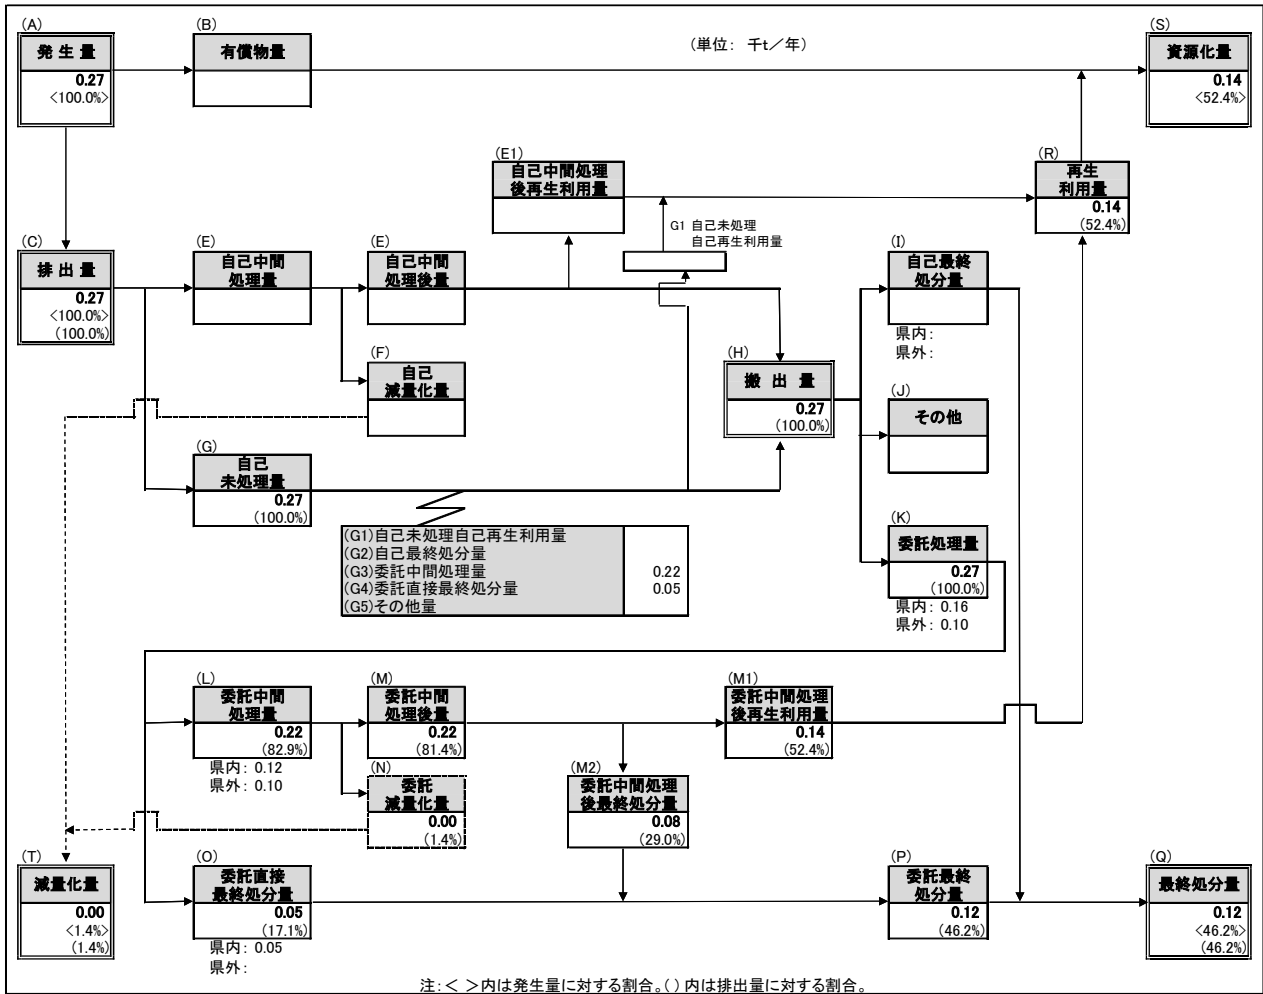 (A)
発 生 量
0.27
<100.0%>
(B)
有償物量
(単位： 千t／年)
(S)
資源化量
0.14
<52.4%>
(E1)
自己中間処理
後再生利用量
(R)
再生
利用量
0.14
(52.4%)
G1 自己未処理
自己再生利用量
(C)
排 出 量
0.27
<100.0%>
(100.0%)
(E)
自己中間
処理量
(E)
自己中間
処理後量
(I)
自己最終
処分量
県内：
県外：
(F)
自己
減量化量
(H)
搬 出 量
0.27
(100.0%)
(J)
その他
(G)
自己
未処理量
0.27
(100.0%)
(G1)自己未処理自己再生利用量
(G2)自己最終処分量
(G3)委託中間処理量 0.22
(G4)委託直接最終処分量 0.05
(G5)その他量
(K)
委託処理量
0.27
(100.0%)
県内： 0.16
県外： 0.10
(L)
委託中間
処理量
0.22
(82.9%)
県内： 0.12
県外： 0.10
(M)
委託中間
処理後量
0.22
(81.4%)
(M1)
委託中間処理
後再生利用量
0.14
(52.4%)
(N)
委託
減量化量
0.00
(1.4%)
(M2)
委託中間処理
後最終処分量
0.08
(29.0%)
(T)
減量化量
0.00
<1.4%>
(1.4%)
(O)
委託直接
最終処分量
0.05
(17.1%)
県内： 0.05
県外：
(P)
委託最終
処分量
0.12
(46.2%)
(Q)
最終処分量
0.12
<46.2%>
(46.2%)
注：< >内は発生量に対する割合。( ) 内は排出量に対する割合。